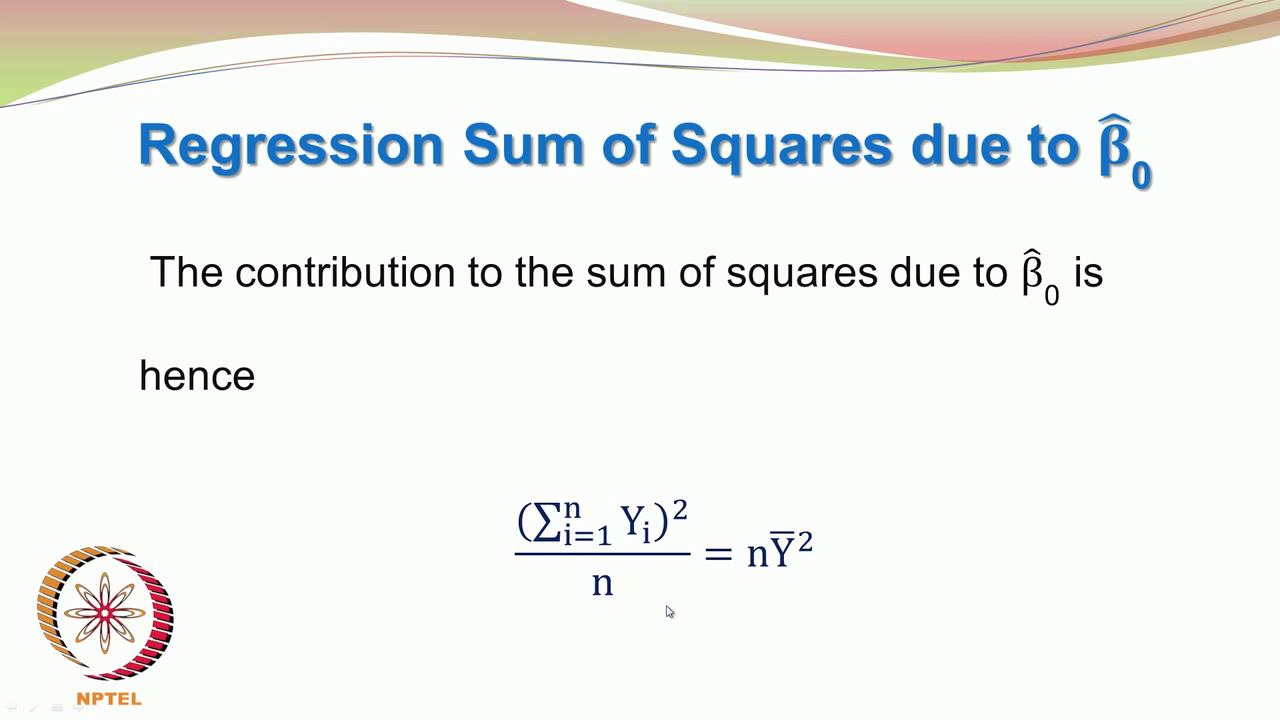 Regression Sum of Squares due to β̂₀
The contribution to the sum of squares due to β̂₀ is
hence
(∑ⁿᵢ₌₁ Yᵢ)² / n = nȲ²
NPTEL